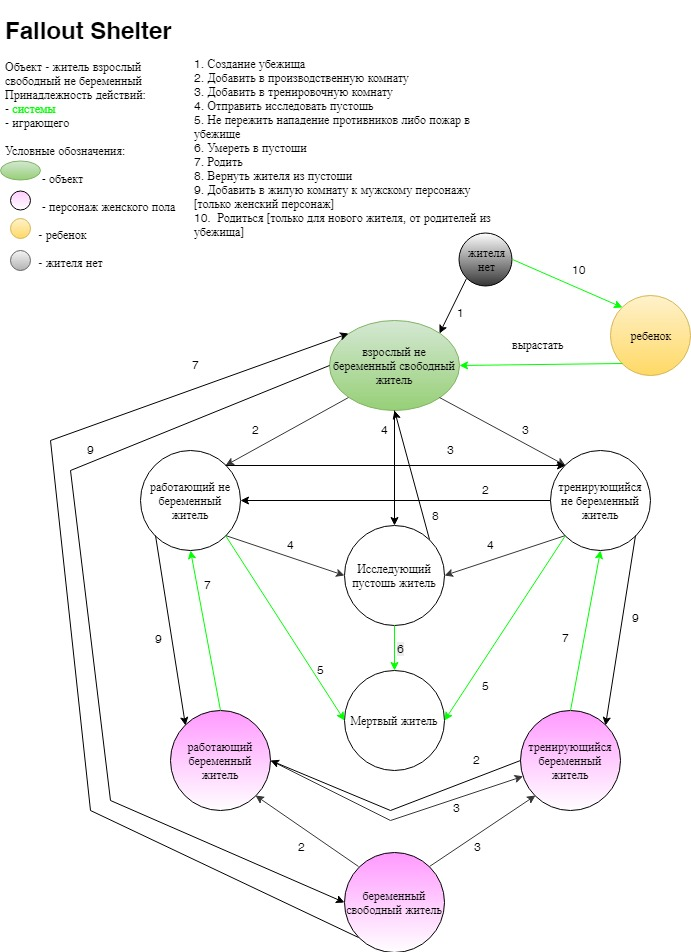 Fallout Shelter
Объект - житель взрослый
свободный не беременный
Принадлежность действий:
- системы
- играющего
Условные обозначения:
- объект
- персонаж женского пола
- ребенок
- жителя нет
1. Создание убежища
2. Добавить в производственную комнату
3. Добавить в тренировочную комнату
4. Отправить исследовать пустошь
5. Не пережить нападение противников либо пожар в
убежище
6. Умереть в пустоши
7. Родить
8. Вернуть жителя из пустоши
9. Добавить в жилую комнату к мужскому персонажу
[только женский персонаж]
10. Родиться [только для нового жителя, от родителей из
убежища]
жителя
нет
10
1
ребенок
вырастать
взрослый не
беременный свободный
житель
7
9
2
4
3
3
работающий не
беременный
житель
2
тренирующийся
не беременный
житель
8
4
4
Исследующий
пустошь житель
7
9
6
7
9
5
5
Мертвый житель
работающий
беременный
житель
2
тренирующийся
беременный
житель
3
2
3
беременный
свободный житель